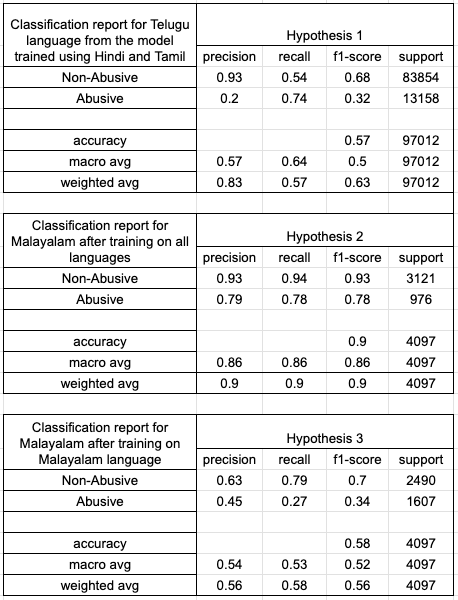 Classification report for Telugu
language from the model
trained using Hindi and Tamil
Hypothesis 1
precision recall f1-score support
Non-Abusive 0.93 0.54 0.68 83854
Abusive 0.2 0.74 0.32 13158
accuracy 0.57 97012
macro avg 0.57 0.64 0.5 97012
weighted avg 0.83 0.57 0.63 97012
Classification report for
Malayalam after training on all
languages
Hypothesis 2
precision recall f1-score support
Non-Abusive 0.93 0.94 0.93 3121
Abusive 0.79 0.78 0.78 976
accuracy 0.9 4097
macro avg 0.86 0.86 0.86 4097
weighted avg 0.9 0.9 0.9 4097
Classification report for
Malayalam after training on
Malayalam language
Hypothesis 3
precision recall f1-score support
Non-Abusive 0.63 0.79 0.7 2490
Abusive 0.45 0.27 0.34 1607
accuracy 0.58 4097
macro avg 0.54 0.53 0.52 4097
weighted avg 0.56 0.58 0.56 4097